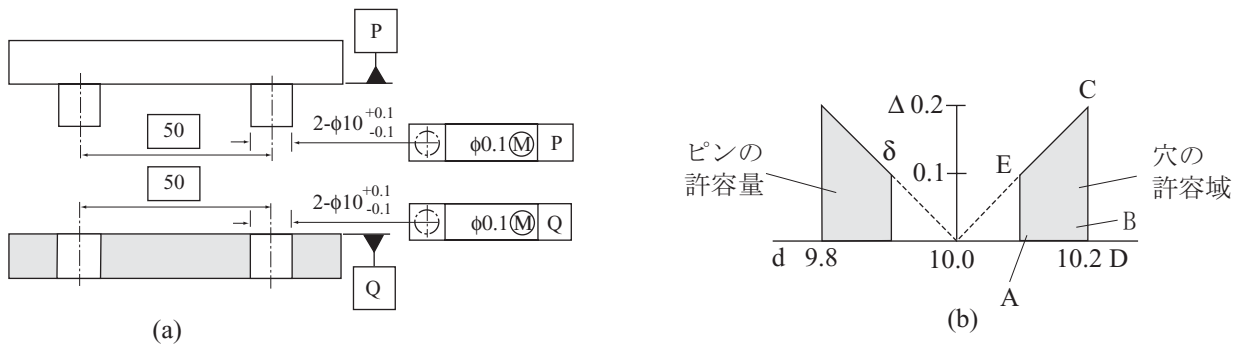 P
50
2-φ10 +0.1 -0.1
φ0.1Ⓜ P
50
2-φ10 +0.1 -0.1
φ0.1Ⓜ Q
Q
(a)
ピンの
許容量
δ
Δ 0.2
0.1
E
C
穴の
許容域
B
d 9.8 10.0 10.2 D
A
(b)